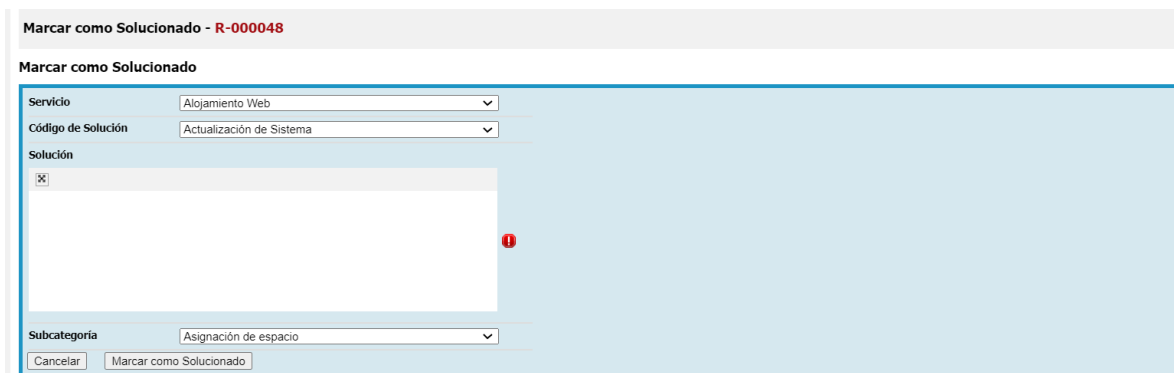 Marcar como Solucionado - R-000048
Marcar como Solucionado
Servicio Alojamiento Web
Código de Solución Actualización de Sistema
Solución
Subcategoría Asignación de espacio
Cancelar Marcar como Solucionado